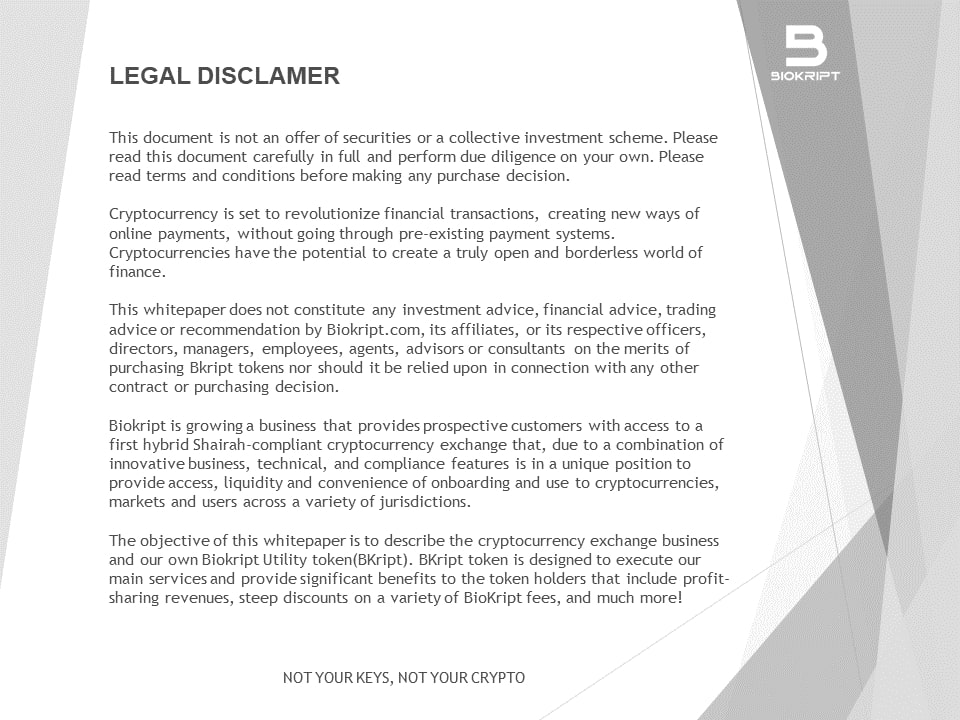 BIOKRIPT
LEGAL DISCLAMER
This document is not an offer of securities or a collective investment scheme. Please
read this document carefully in full and perform due diligence on your own. Please
read terms and conditions before making any purchase decision.
Cryptocurrency is set to revolutionize financial transactions, creating new ways of
online payments, without going through pre-existing payment systems.
Cryptocurrencies have the potential to create a truly open and borderless world of
finance.
This whitepaper does not constitute any investment advice, financial advice, trading
advice or recommendation by Biokript.com, its affiliates, or its respective officers,
directors, managers, employees, agents, advisors or consultants on the merits of
purchasing Bkript tokens nor should it be relied upon in connection with any other
contract or purchasing decision.
Biokript is growing a business that provides prospective customers with access to a
first hybrid Shairah-compliant cryptocurrency exchange that, due to a combination of
innovative business, technical, and compliance features is in a unique position to
provide access, liquidity and convenience of onboarding and use to cryptocurrencies,
markets and users across a variety of jurisdictions.
The objective of this whitepaper is to describe the cryptocurrency exchange business
and our own Biokript Utility token(BKript). BKript token is designed to execute our
main services and provide significant benefits to the token holders that include profit-
sharing revenues, steep discounts on a variety of BioKript fees, and much more!
NOT YOUR KEYS, NOT YOUR CRYPTO